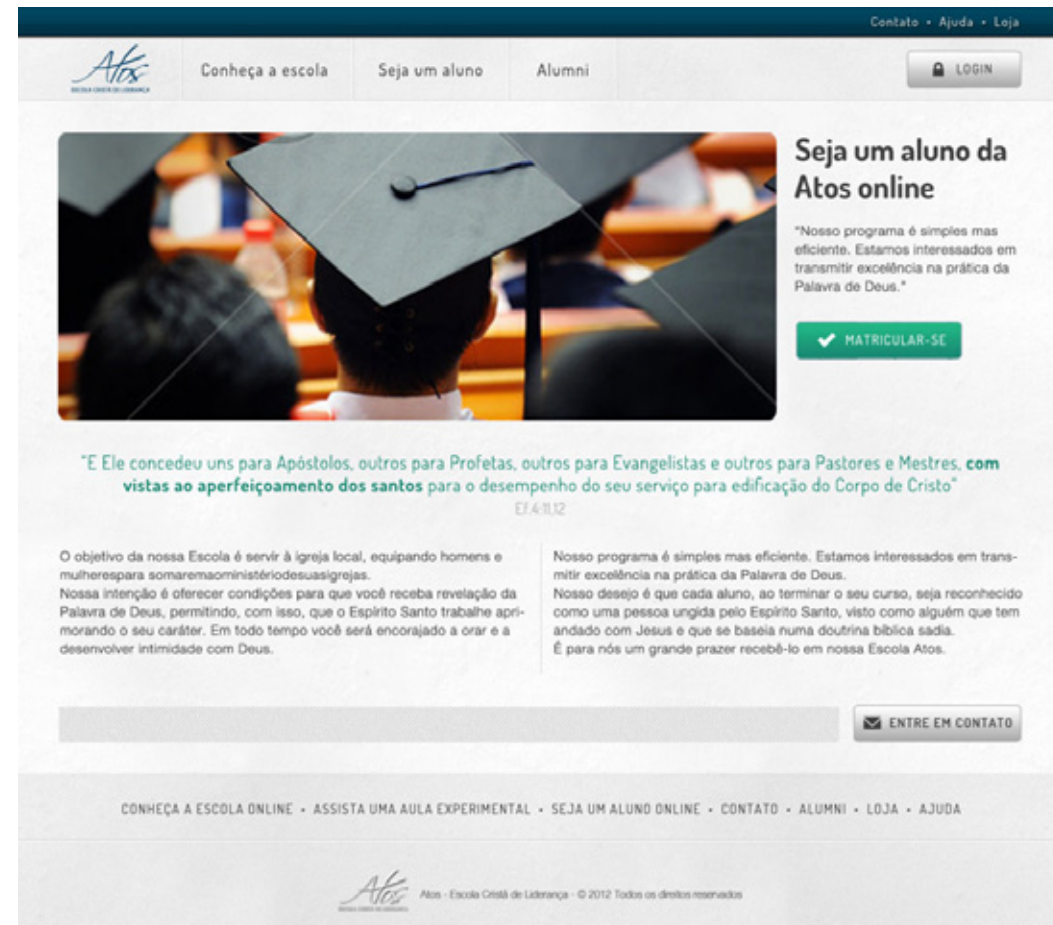 Contato • Ajuda • Loja
Atos
ESCOLA CRISTÃ DE LIDERANÇA
Conheça a escola
Seja um aluno
Alumni
LOGIN
Seja um aluno da
Atos online
"Nosso programa é simples mas
eficiente. Estamos interessados em
transmitir excelência na prática da
Palavra de Deus."
MATRICULAR-SE
"E Ele concedeu uns para Apóstolos, outros para Profetas, outros para Evangelistas e outros para Pastores e Mestres, com
vistas ao aperfeiçoamento dos santos para o desempenho do seu serviço para edificação do Corpo de Cristo"
Ef.4:11,12
O objetivo da nossa Escola é servir à igreja local, equipando homens e
mulherespara somaremaoministériodesuasigrejas.
Nossa intenção é oferecer condições para que você receba revelação da
Palavra de Deus, permitindo, com isso, que o Espírito Santo trabalhe apri-
morando o seu caráter. Em todo tempo você será encorajado a orar e a
desenvolver intimidade com Deus.
Nosso programa é simples mas eficiente. Estamos interessados em trans-
mitir excelência na prática da Palavra de Deus.
Nosso desejo é que cada aluno, ao terminar o seu curso, seja reconhecido
como uma pessoa ungida pelo Espírito Santo, visto como alguém que tem
andado com Jesus e que se baseia numa doutrina bíblica sadia.
É para nós um grande prazer recebê-lo em nossa Escola Atos.
ENTRE EM CONTATO
CONHEÇA A ESCOLA ONLINE • ASSISTA UMA AULA EXPERIMENTAL • SEJA UM ALUNO ONLINE • CONTATO • ALUMNI • LOJA • AJUDA
Atos
ESCOLA CRISTÃ DE LIDERANÇA
Atos - Escola Cristã de Liderança - © 2012 Todos os direitos reservados